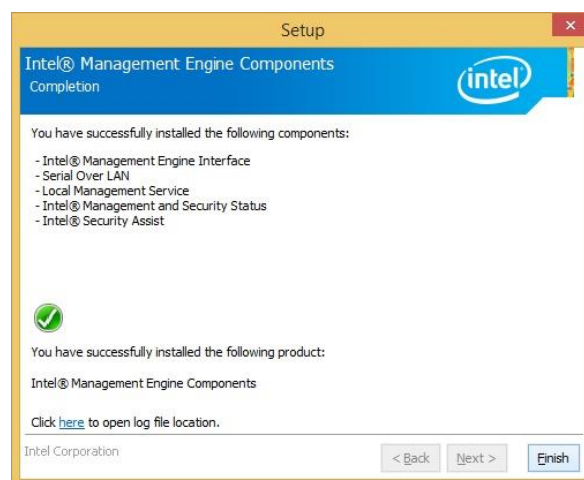 Setup
Intel® Management Engine Components
Completion
intel
You have successfully installed the following components:
- Intel® Management Engine Interface
- Serial Over LAN
- Local Management Service
- Intel® Management and Security Status
- Intel® Security Assist
You have successfully installed the following product:
Intel® Management Engine Components
Click here to open log file location.
Intel Corporation
< Back Next > Finish